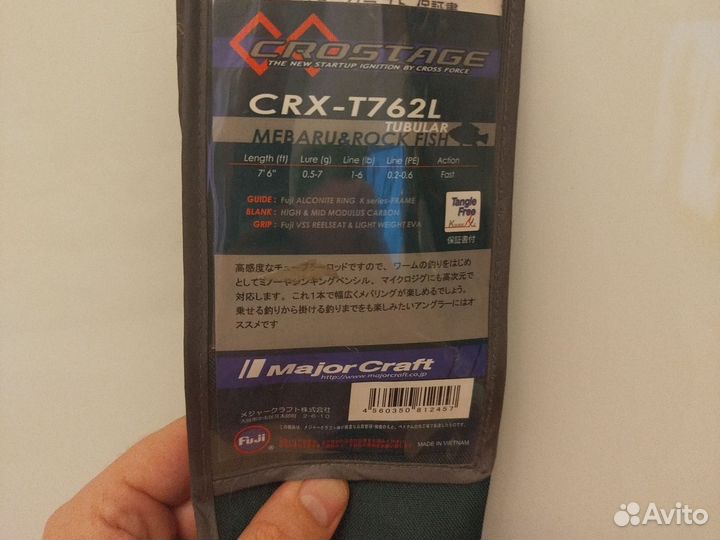 CROSTAGE
THE NEW STARTUP IGNITION BY CROSS FORCE
CRX-T762L
TUBULAR
MEBARU&ROCK FISH
Length (ft) Lure (g) Line (lb) Line (PE) Action
7' 6" 0.5-7 1-6 0.2-0.6 Fast
GUIDE : Fuji ALCONITE RING K series-FRAME
BLANK : HIGH & MID MODULUS CARBON
GRIP : Fuji VSS REELSEAT & LIGHT WEIGHT EVA
Tangle
Free
保証書付
高感度なチューブラーロッドですので、ワームの釣りをはじめ
としてミノーやシンキングペンシル、マイクロジグにも高次元で
対応します。これ1本で幅広くメバリングが楽しめるでしょう。
乗せる釣りから掛ける釣りまでをも楽しみたいアングラーにはオ
ススメです
MajorCraft
http://www.majorcraft.co.jp
メジャークラフト株式会社
2-6-10
4 560350 812457
Fuji
®
MADE IN VIETNAM
Avito